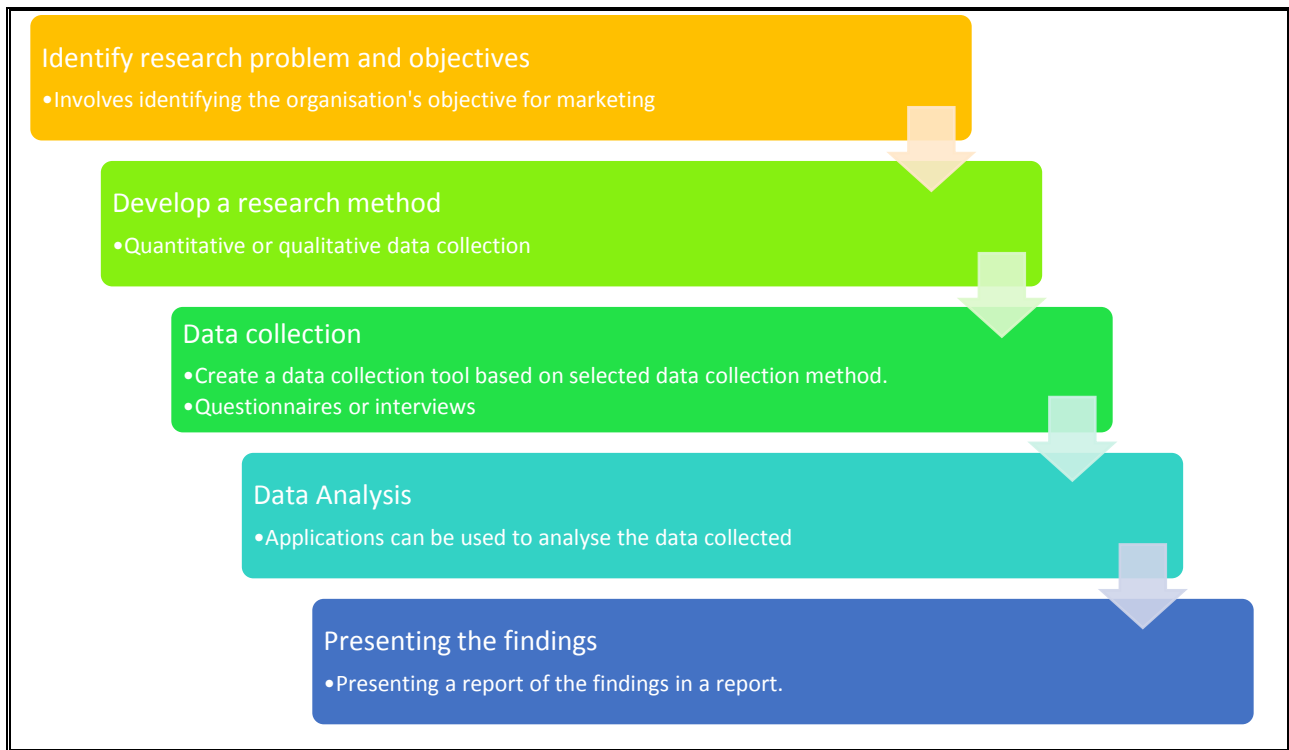 Identify research problem and objectives
•Involves identifying the organisation's objective for marketing
Develop a research method
•Quantitative or qualitative data collection
Data collection
•Create a data collection tool based on selected data collection method.
•Questionnaires or interviews
Data Analysis
•Applications can be used to analyse the data collected
Presenting the findings
•Presenting a report of the findings in a report.